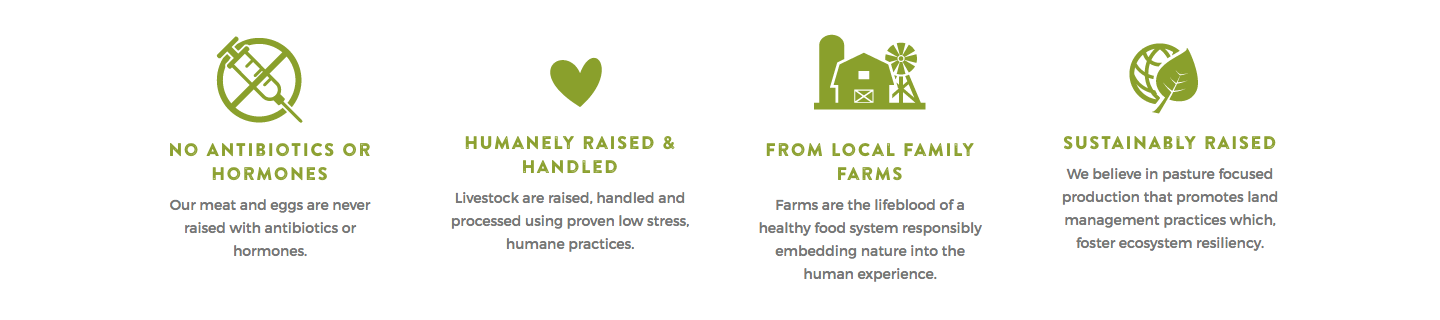 NO ANTIBIOTICS OR
HORMONES
Our meat and eggs are never
raised with antibiotics or
hormones.
HUMANELY RAISED &
HANDLED
Livestock are raised, handled and
processed using proven low stress,
humane practices.
FROM LOCAL FAMILY
FARMS
Farms are the lifeblood of a
healthy food system responsibly
embedding nature into the
human experience.
SUSTAINABLY RAISED
We believe in pasture focused
production that promotes land
management practices which,
foster ecosystem resiliency.